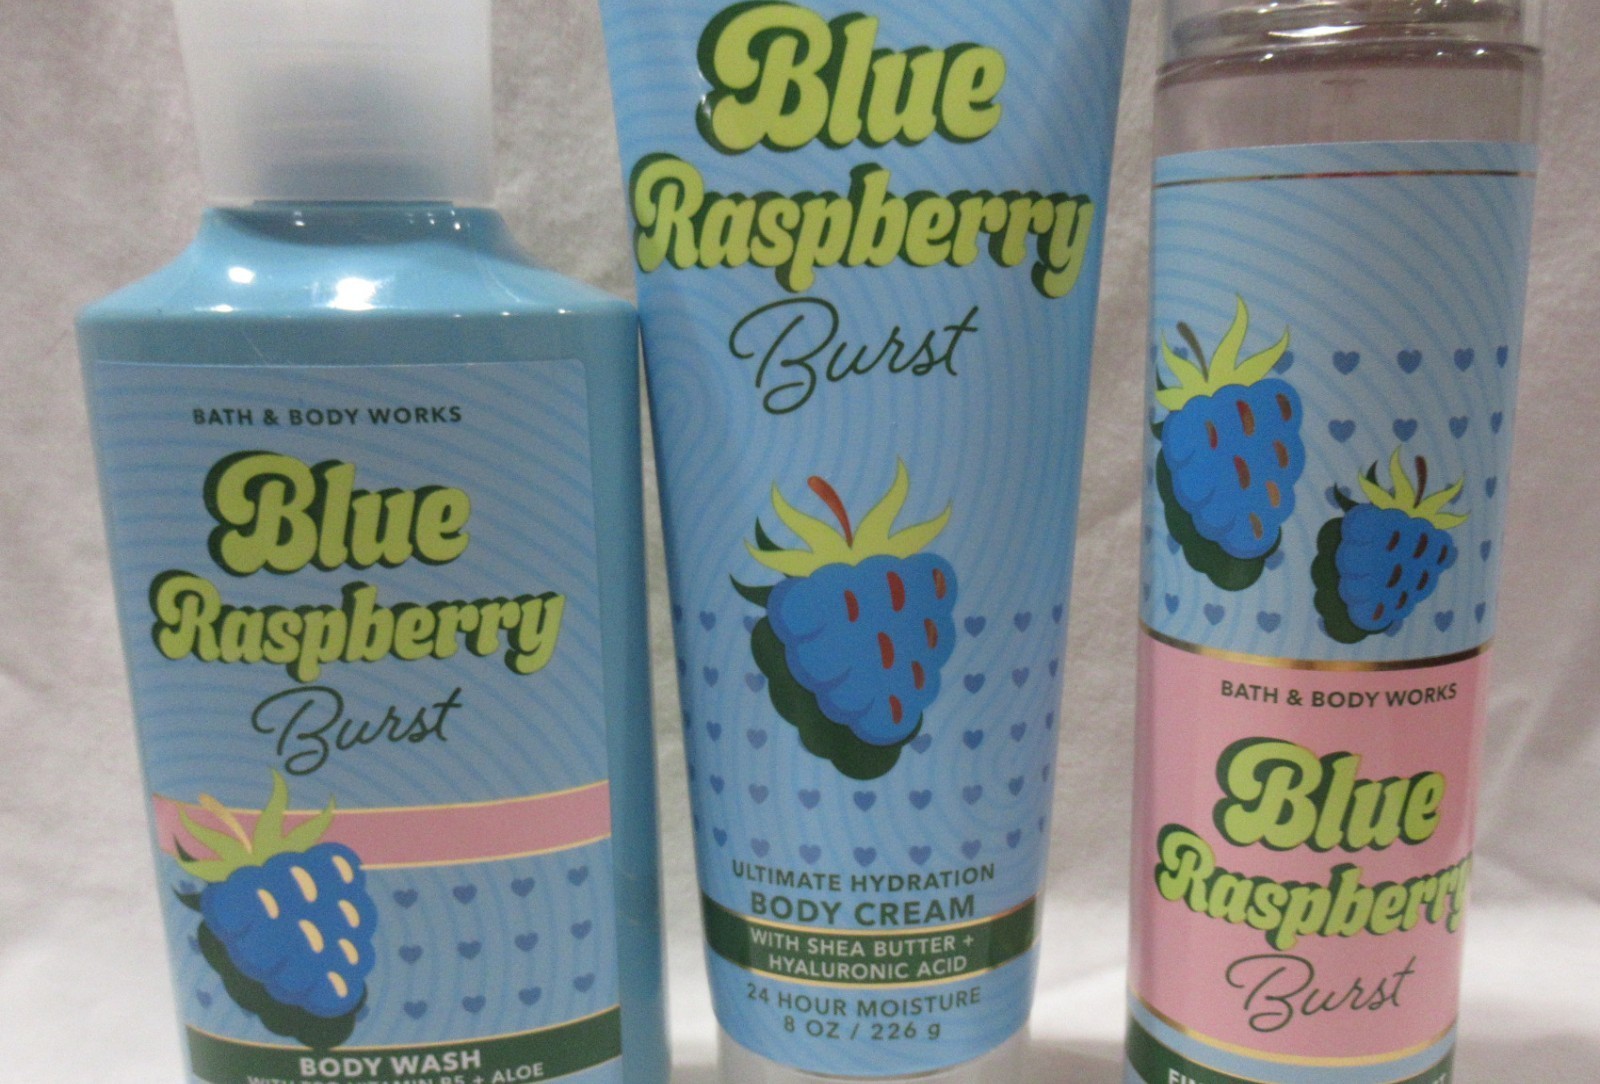 BATH & BODY WORKS
Blue
Raspberry
Burst
BODY WASH
+ ALOE
Blue
Raspberry
Burst
ULTIMATE HYDRATION
BODY CREAM
WITH SHEA BUTTER +
HYALURONIC ACID
24 HOUR MOISTURE
8 OZ / 226 g
BATH & BODY WORKS
Blue
Raspberry
Burst